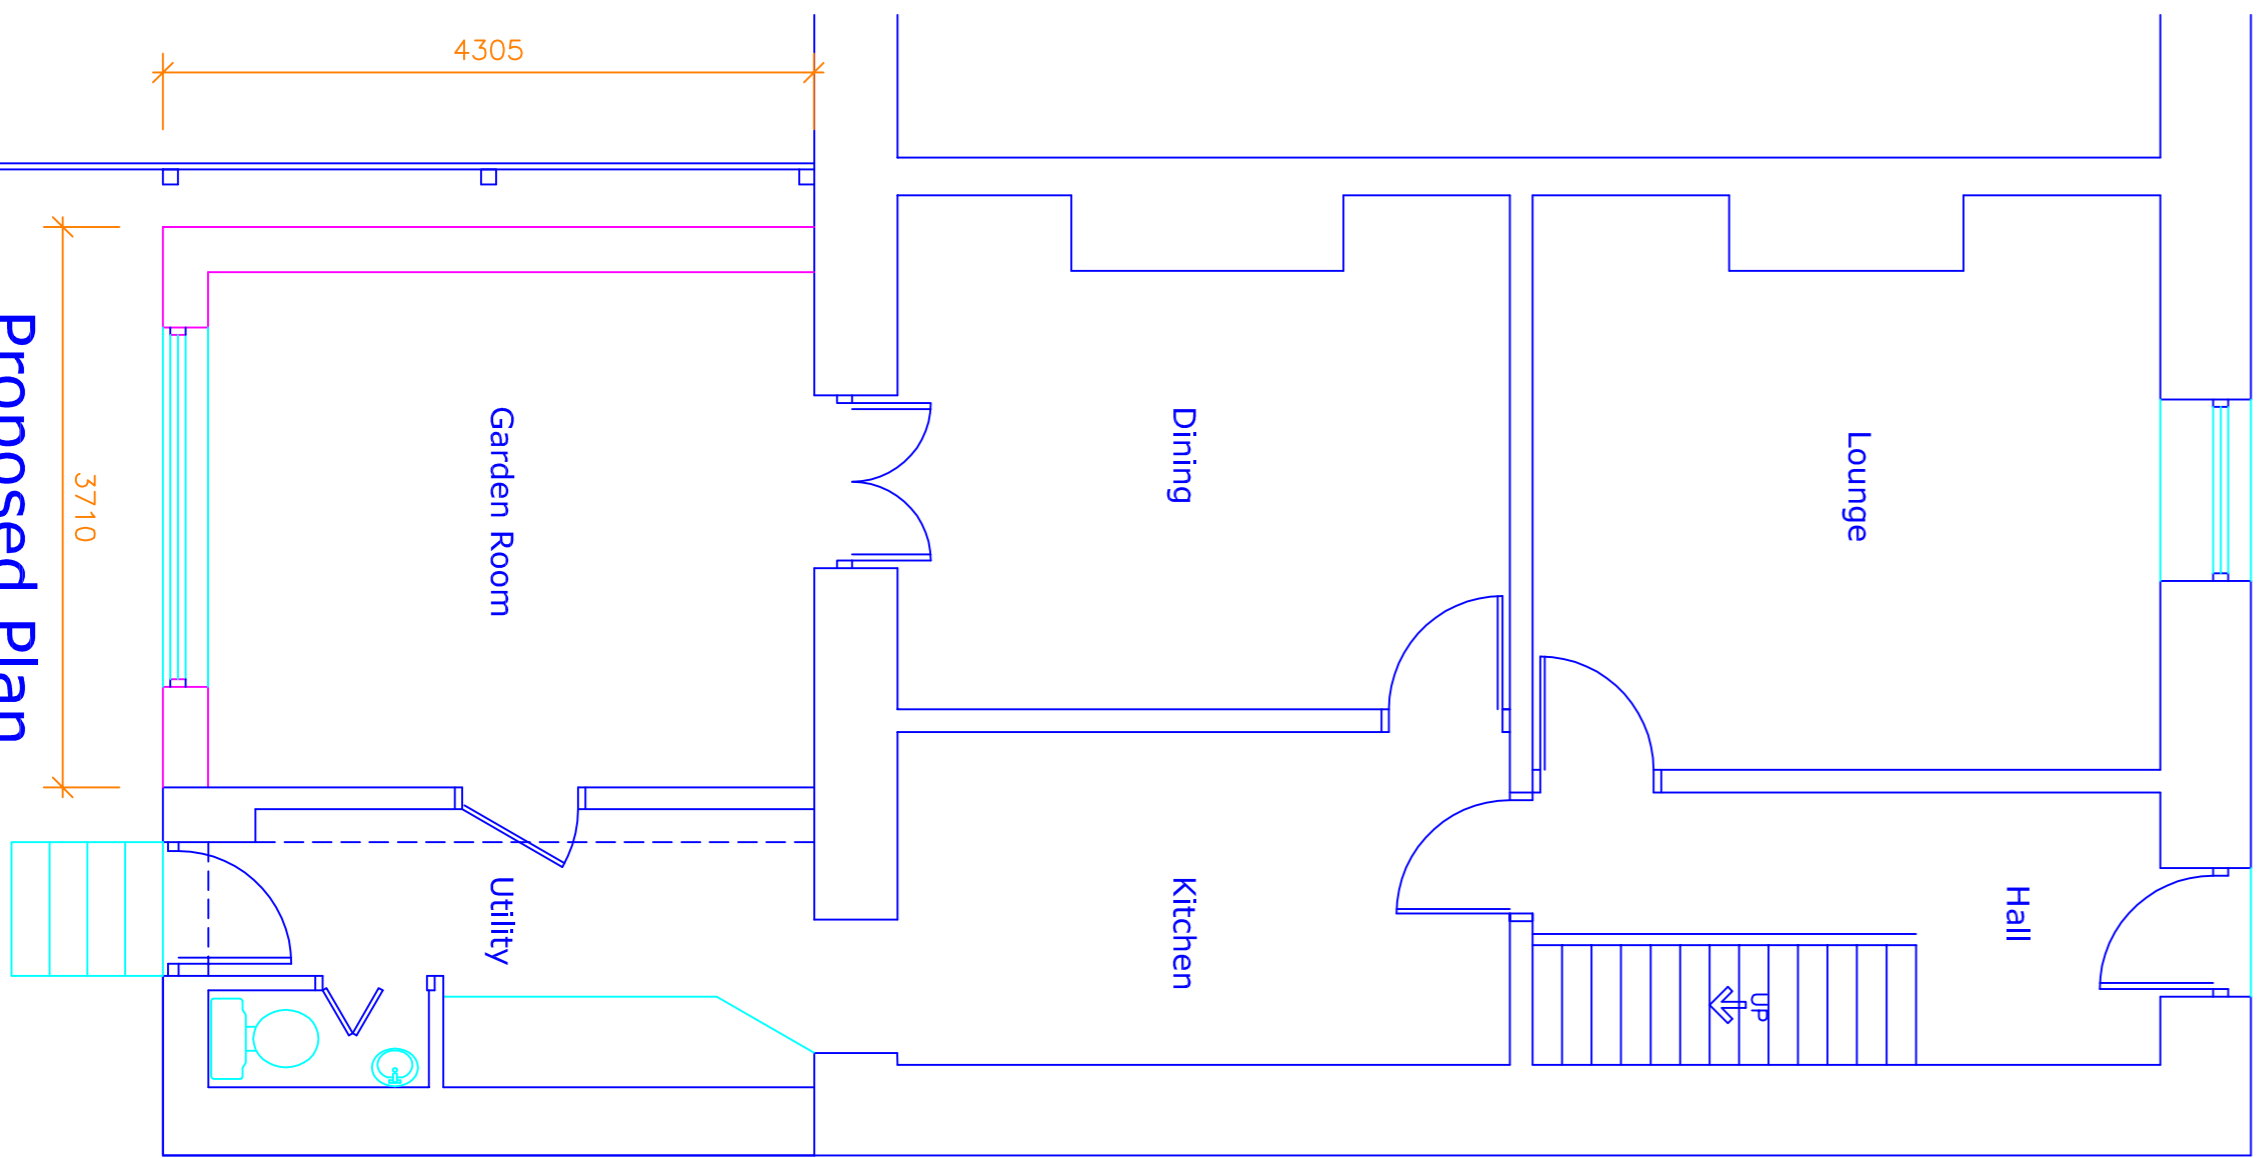 4305
Lounge
Dining
Garden Room
3710
Hall
Kitchen
Utility
UP
Proposed Plan